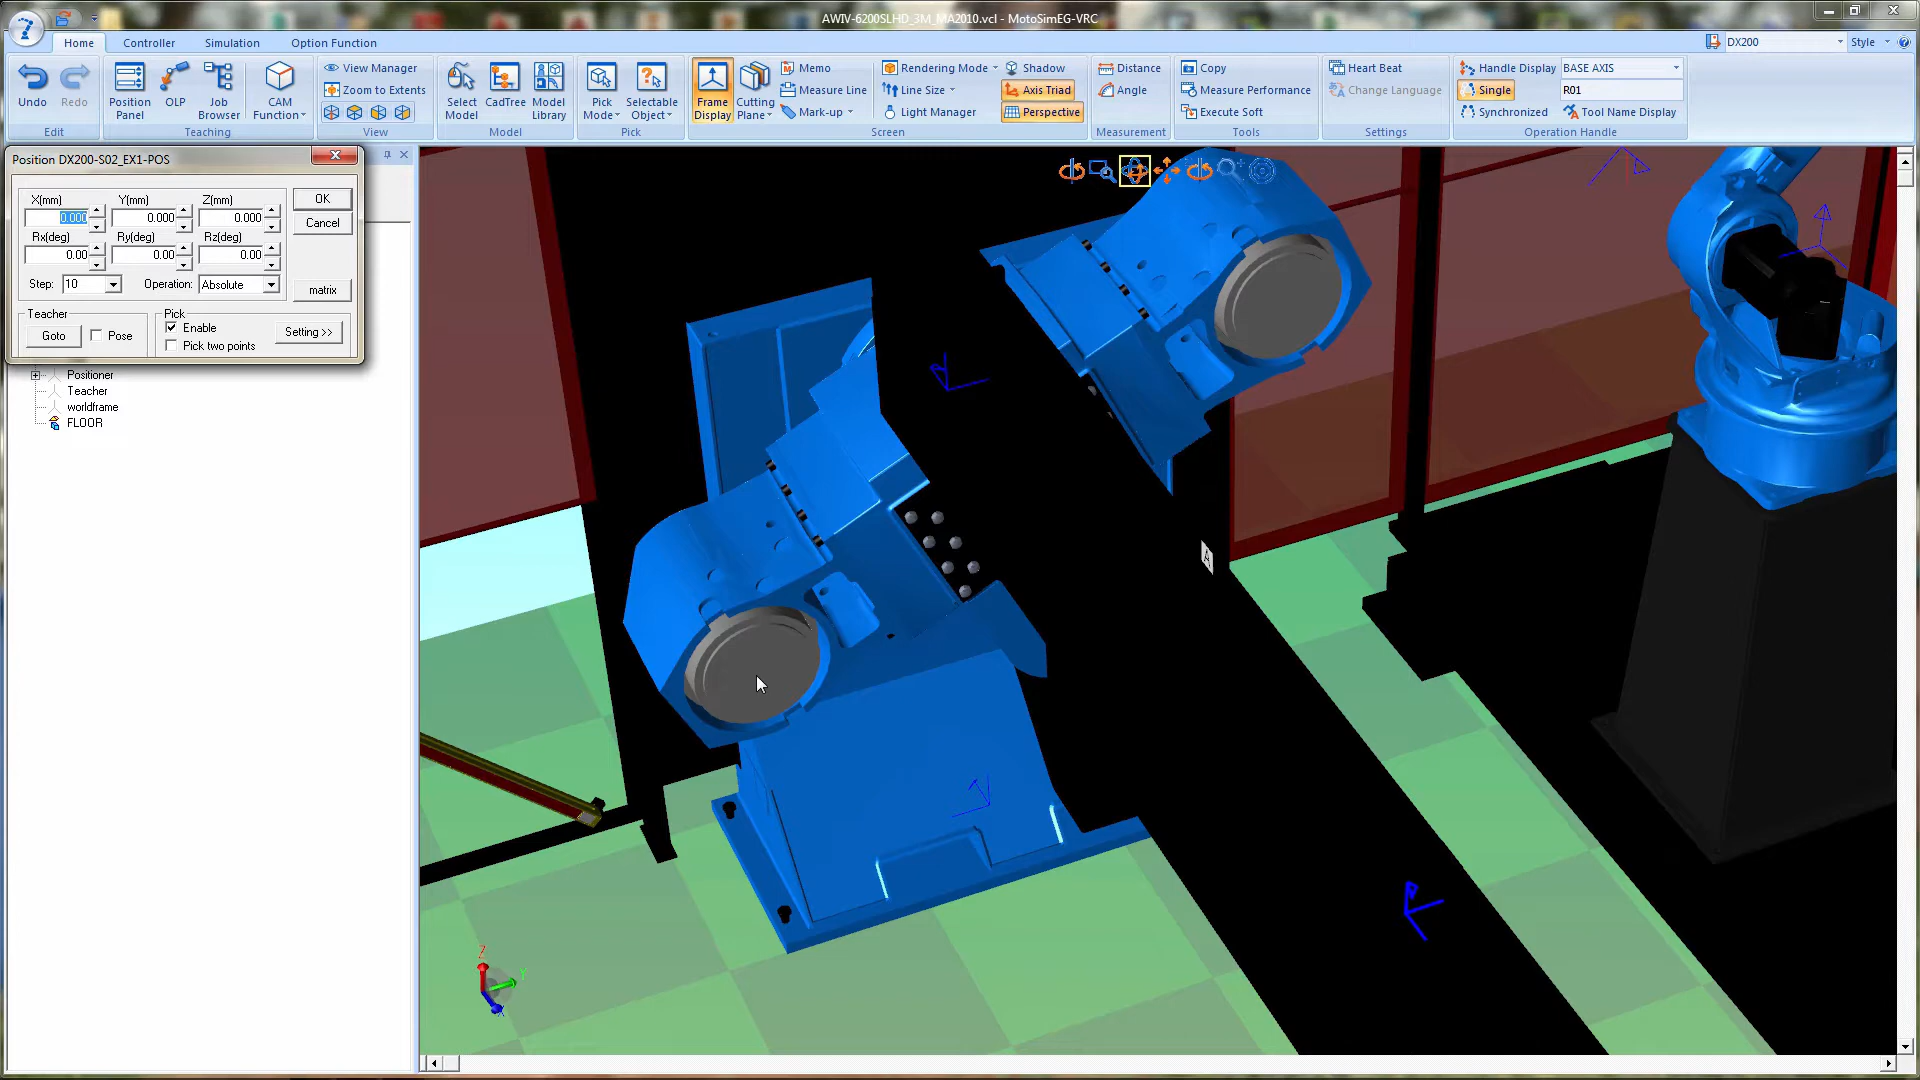 AWIV-6200SLHD_3M_MA2010.vcl - MotoSimEG-VRC
Home Controller Simulation Option Function DX200 Style
Undo Redo Position Panel OLP Job Browser CAM Function View Manager Zoom to Extents Select Model CadTree Model Library Pick Mode Selectable Object Frame Display Cutting Plane Memo Measure Line Mark-up Rendering Mode Line Size Light Manager Shadow Axis Triad Perspective Distance Angle Copy Measure Performance Execute Soft Heart Beat Change Language Handle Display BASE AXIS Single R01 Synchronized Tool Name Display
Edit Teaching View Model Pick Screen Measurement Tools Settings Operation Handle
Position DX200-S02_EX1-POS
X(mm) Y(mm) Z(mm) OK
0.000 0.000 0.000
Cancel
Rx(deg) Ry(deg) Rz(deg)
0.00 0.00 0.00
Step: 10 Operation: Absolute matrix
Teacher Pick
Goto Pose Enable Setting >>
Pick two points
Positioner
Teacher
worldframe
FLOOR
A
Z
Y
X